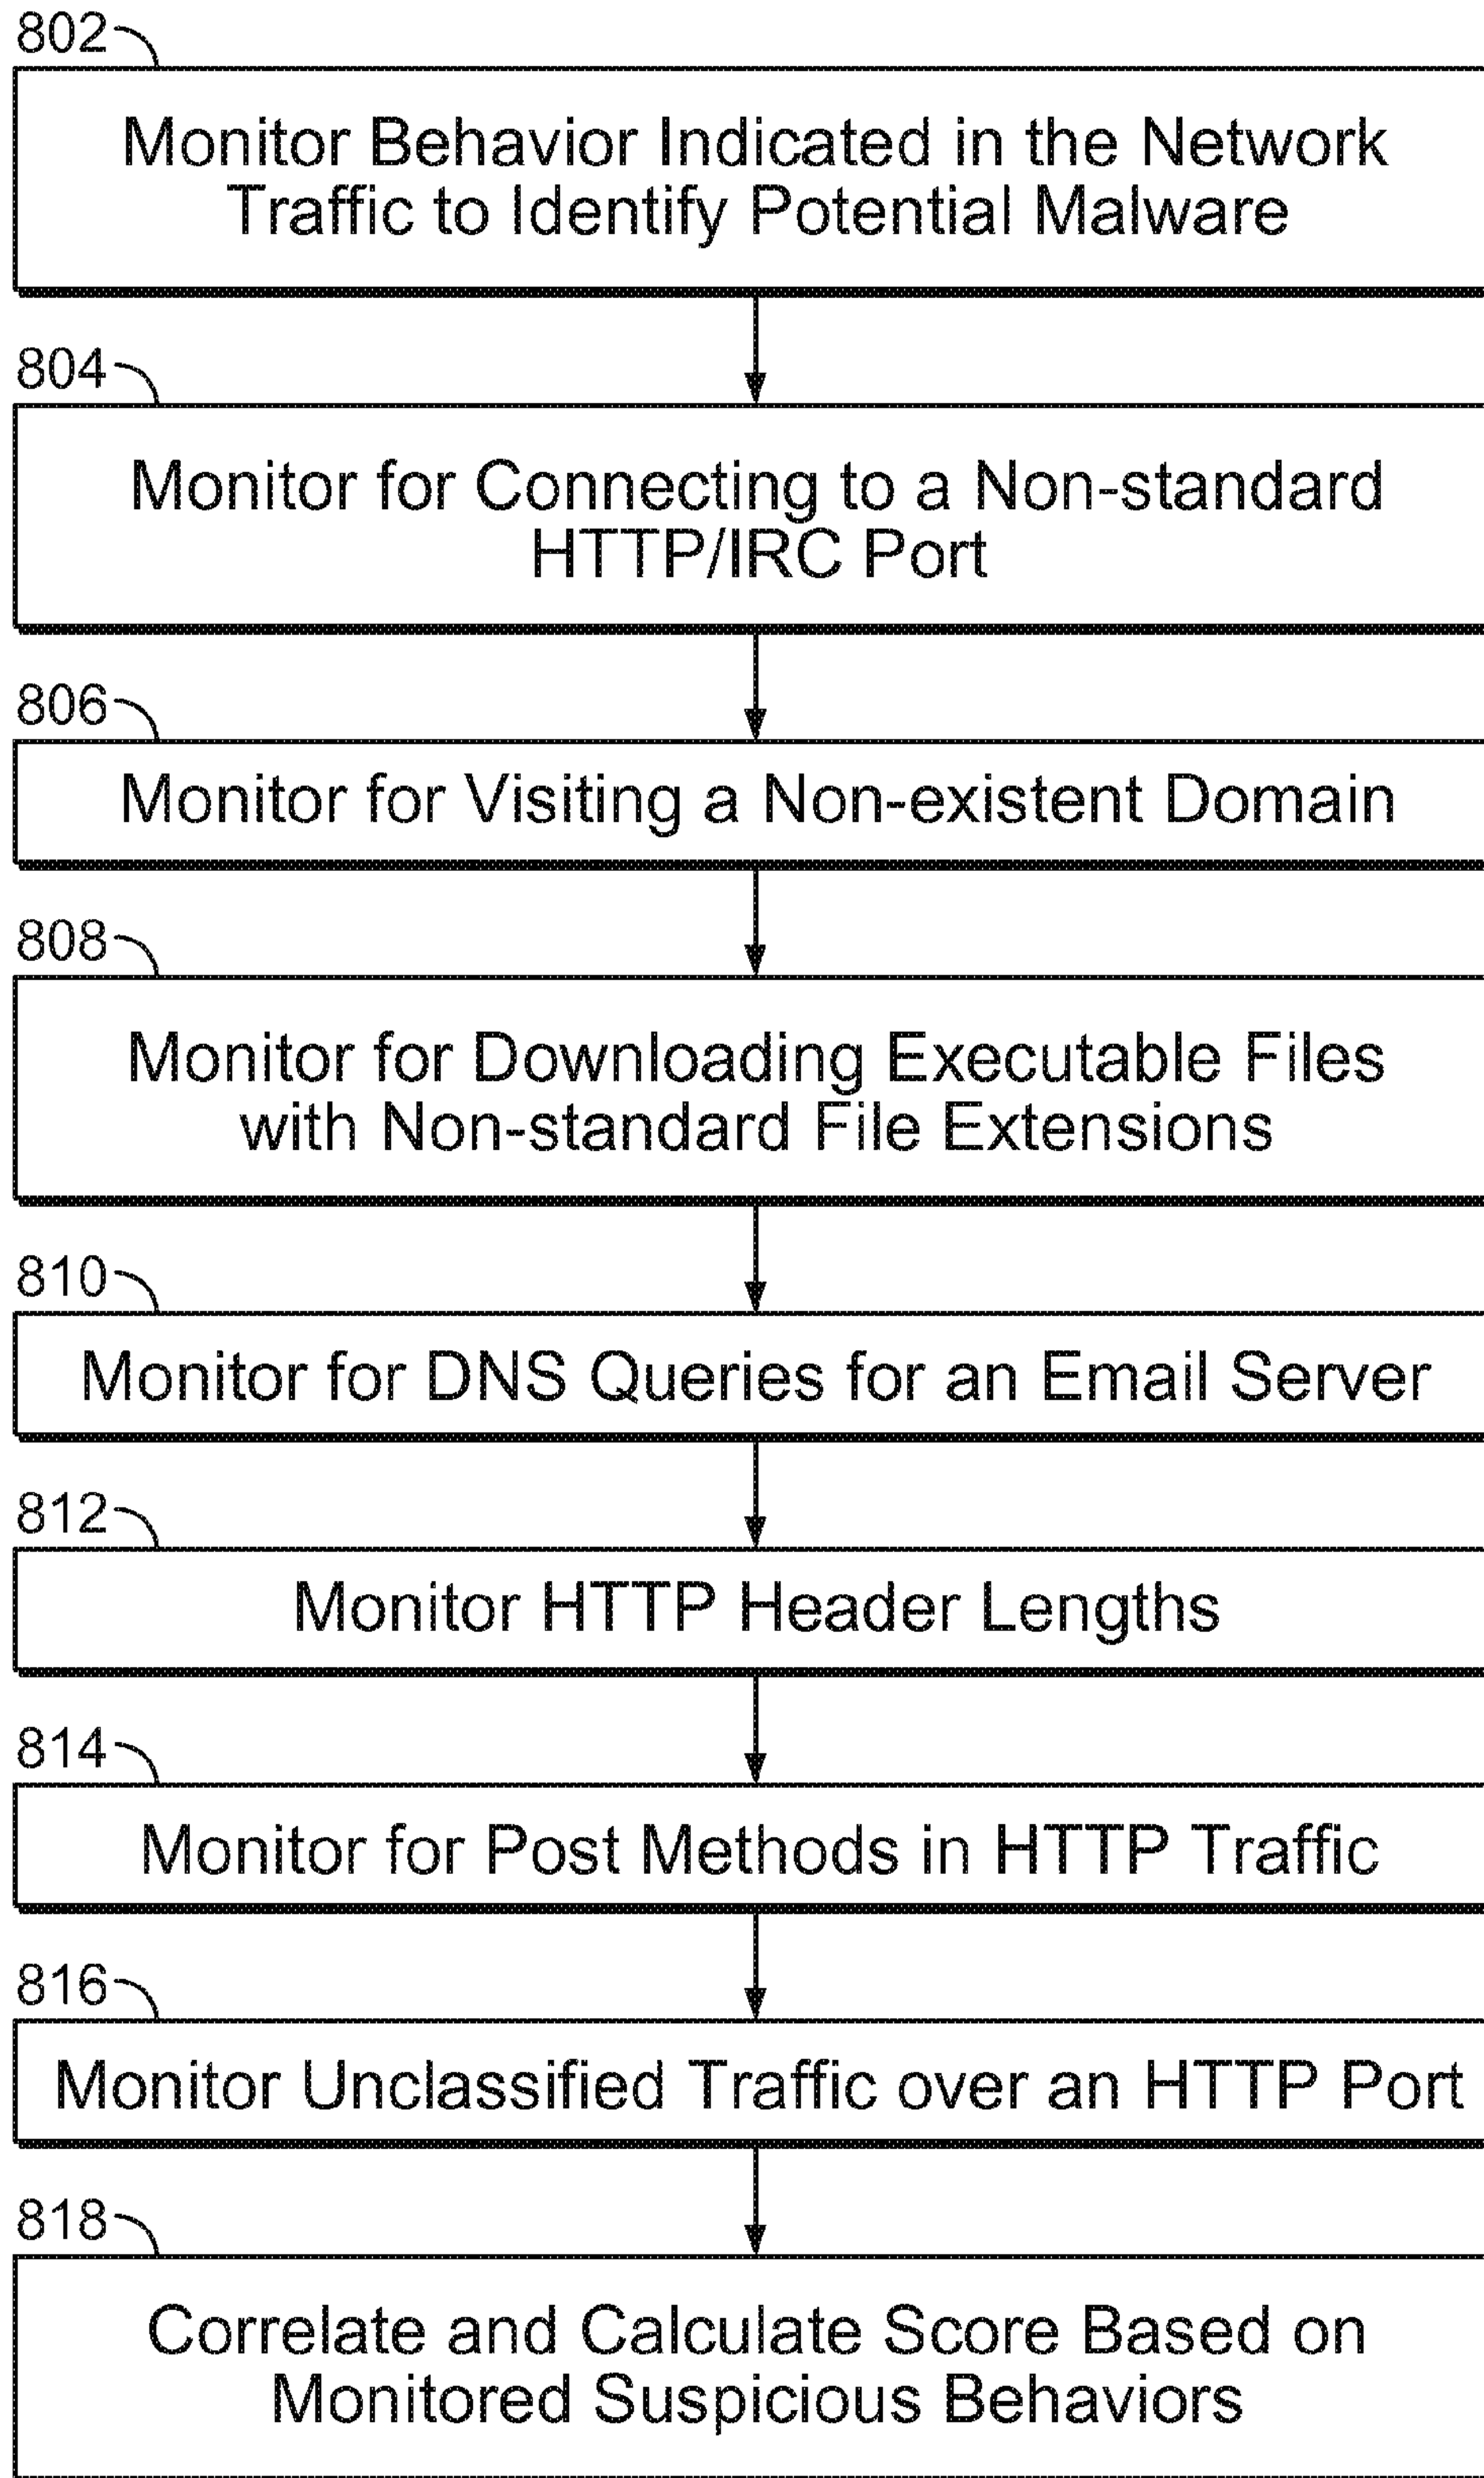 802
Monitor Behavior Indicated in the Network
Traffic to Identify Potential Malware
804
Monitor for Connecting to a Non-standard
HTTP/IRC Port
806
Monitor for Visiting a Non-existent Domain
808
Monitor for Downloading Executable Files
with Non-standard File Extensions
810
Monitor for DNS Queries for an Email Server
812
Monitor HTTP Header Lengths
814
Monitor for Post Methods in HTTP Traffic
816
Monitor Unclassified Traffic over an HTTP Port
818
Correlate and Calculate Score Based on
Monitored Suspicious Behaviors